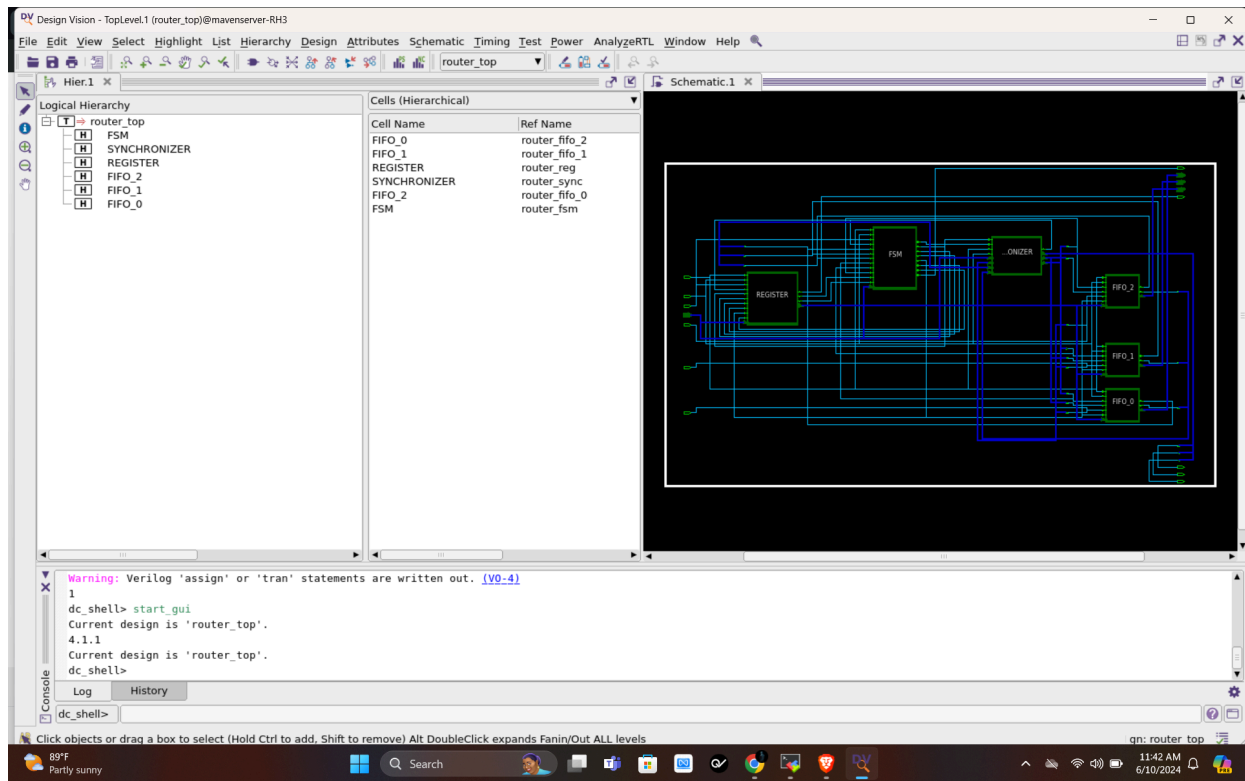 Design Vision - TopLevel.1 (router_top)@mavenserver-RH3
File Edit View Select Highlight List Hierarchy Design Attributes Schematic Timing Test Power AnalyzeRTL Window Help
router_top
Hier.1
Schematic.1
Logical Hierarchy
T router_top
H FSM
H SYNCHRONIZER
H REGISTER
H FIFO_2
H FIFO_1
H FIFO_0
Cells (Hierarchical)
Cell Name Ref Name
FIFO_0 router_fifo_2
FIFO_1 router_fifo_1
REGISTER router_reg
SYNCHRONIZER router_sync
FIFO_2 router_fifo_0
FSM router_fsm
FSM
...ONIZER
REGISTER
FIFO_2
FIFO_1
FIFO_0
Warning: Verilog 'assign' or 'tran' statements are written out. (VO-4)
1
dc_shell> start_gui
Current design is 'router_top'.
4.1.1
Current design is 'router_top'.
dc_shell>
Console
Log History
dc_shell>
Click objects or drag a box to select (Hold Ctrl to add, Shift to remove) Alt DoubleClick expands Fanin/Out ALL levels
gn: router_top
89°F
Partly sunny
Search
11:42 AM
6/10/2024